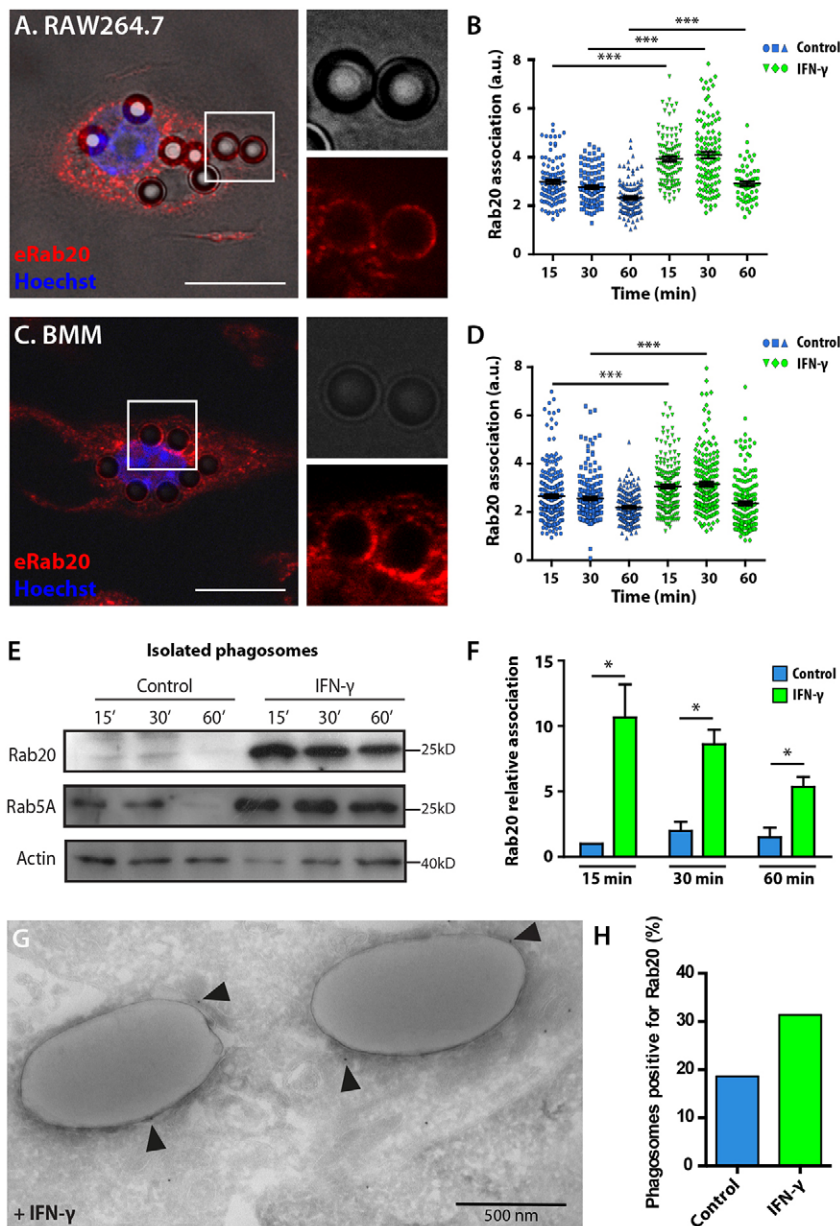 A. RAW264.7
eRab20
Hoechst
B
Rab20 association (a.u.)
8
6
4
2
0
15 30 60 15 30 60
Time (min)
***
***
***
Control
IFN-γ
C. BMM
eRab20
Hoechst
D
Rab20 association (a.u.)
8
6
4
2
0
15 30 60 15 30 60
Time (min)
***
***
Control
IFN-γ
E
Isolated phagosomes
Control IFN-γ
15′ 30′ 60′ 15′ 30′ 60′
Rab20 25kD
Rab5A 25kD
Actin 40kD
F
Rab20 relative association
15
10
5
0
* * *
15 min 30 min 60 min
Control
IFN-γ
G
+ IFN-γ
500 nm
H
Phagosomes positive for Rab20 (%)
40
30
20
10
0
Control IFN-γ